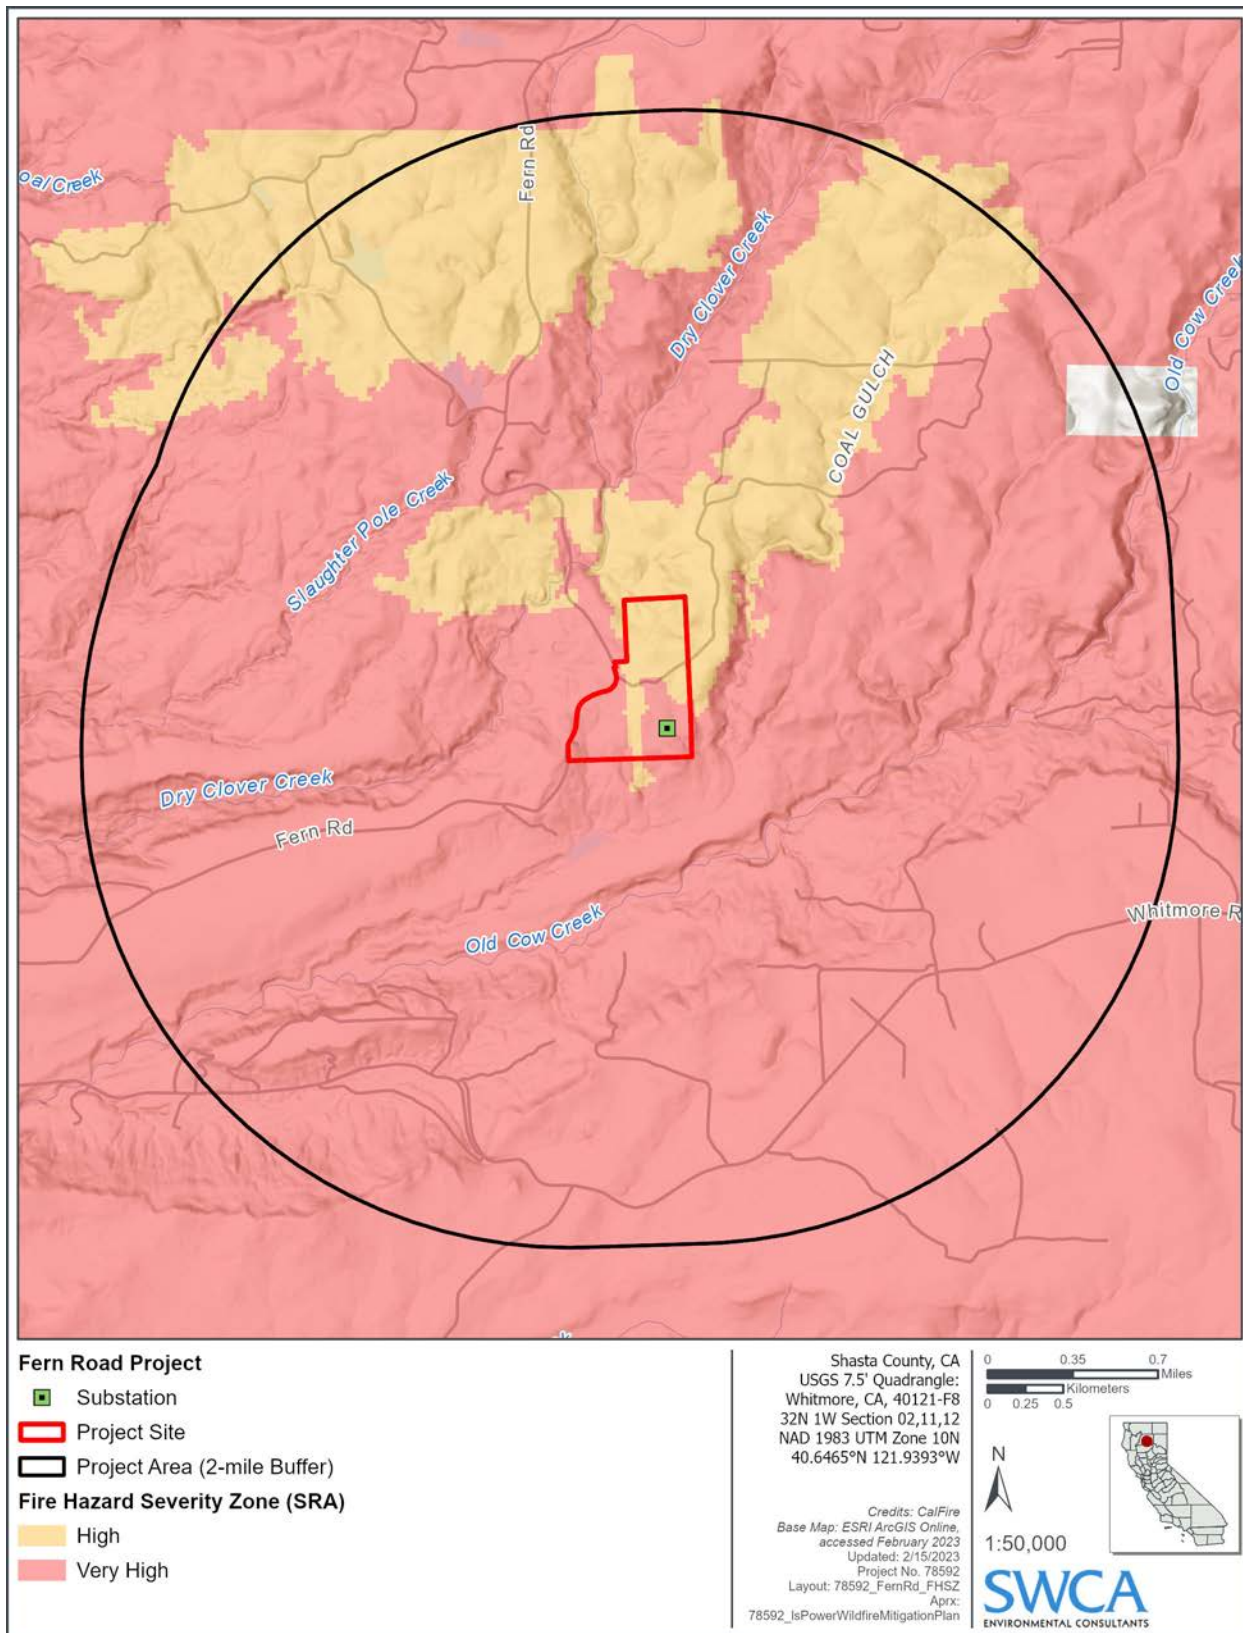 Fern Rd
oal Creek
Dry Clover Creek
Old Cow Creek
COAL GULCH
Slaughter Pole Creek
Dry Clover Creek
Fern Rd
Old Cow Creek
Whitmore R
Fern Road Project
Substation
Project Site
Project Area (2-mile Buffer)
Fire Hazard Severity Zone (SRA)
High
Very High
Shasta County, CA
USGS 7.5' Quadrangle:
Whitmore, CA, 40121-F8
32N 1W Section 02,11,12
NAD 1983 UTM Zone 10N
40.6465°N 121.9393°W
Credits: CalFire
Base Map: ESRI ArcGIS Online,
accessed February 2023
Updated: 2/15/2023
Project No. 78592
Layout: 78592_FernRd_FHSZ
Aprx:
78592_IsPowerWildfireMitigationPlan
0 0.35 0.7
Miles
Kilometers
0 0.25 0.5
N
1:50,000
SWCA
ENVIRONMENTAL CONSULTANTS